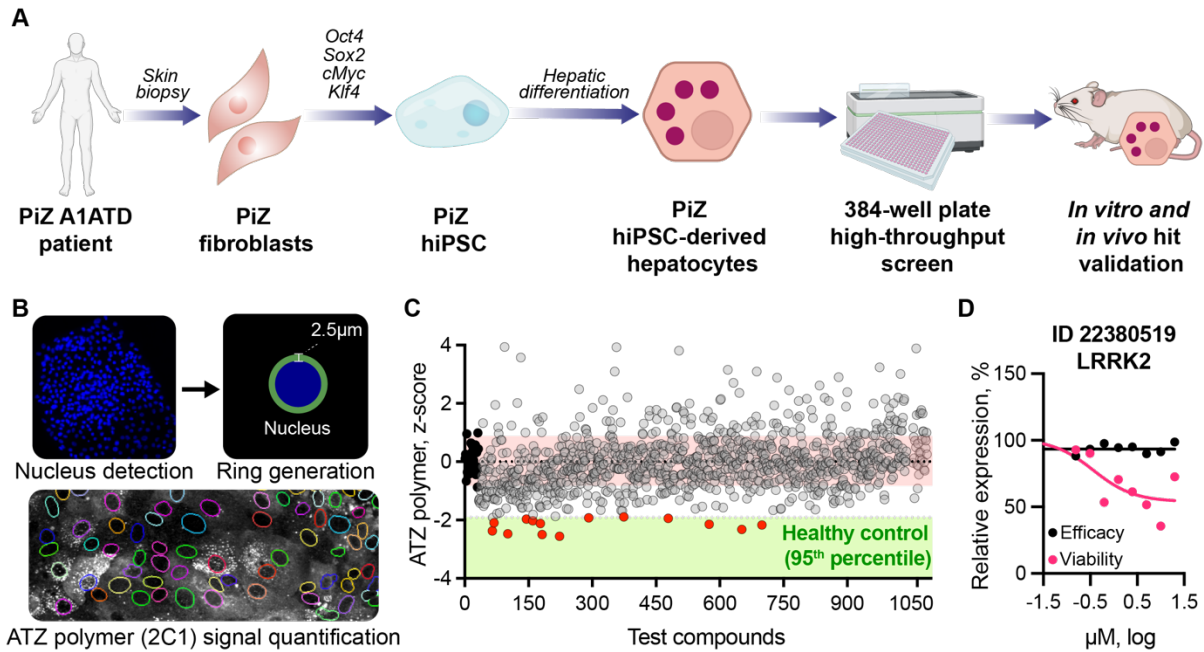 A
Skin
biopsy
Oct4
Sox2
cMyc
Klf4
Hepatic
differentiation
PiZ A1ATD
patient
PiZ
fibroblasts
PiZ
hiPSC
PiZ
hiPSC-derived
hepatocytes
384-well plate
high-throughput
screen
In vitro and
in vivo hit
validation
B
2.5µm
Nucleus
Nucleus detection
Ring generation
ATZ polymer (2C1) signal quantification
C
ATZ polymer, z-score
4
2
0
-2
-4
Healthy control
(95th percentile)
0 150 300 450 600 750 900 1050
Test compounds
D
ID 22380519
LRRK2
Relative expression, %
150
100
50
0
Efficacy
Viability
-1.5 -0.5 0.5 1.5
µM, log